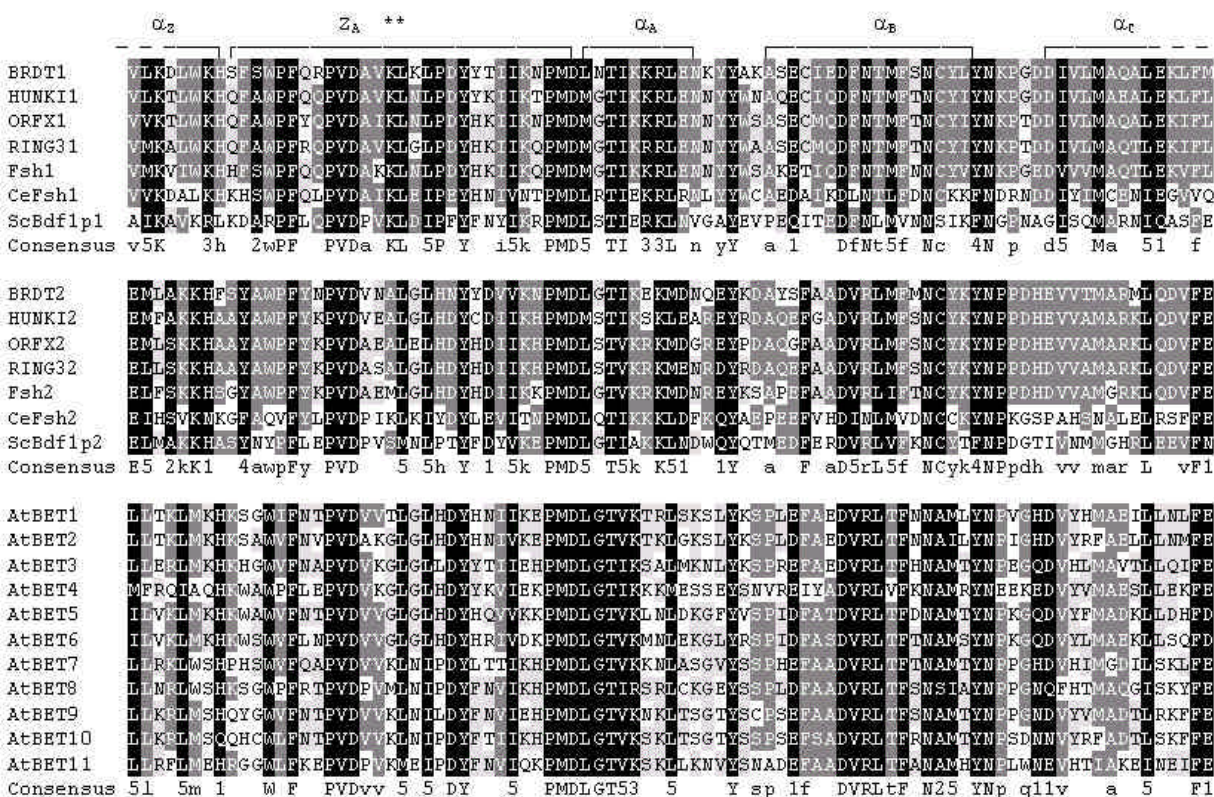 αZ ZA ** αA αB αC
BRDT1 VLKDLWKHSFSWPFQRPVDAVKLKLPDYYTIIKNPMDLNTIKKRLENKYYAKASECIEDFNTMFSNCYLYNKPGDDIVLMAQALEKLFM
HUNKI1 VLKTLWKHQFAWPFQQPVDAVKLNLPDYYKIIKTPMDMGTIKKRLENNYYWNAQECIQDFNTMFTNCYIYNKPGDDIVLMAEALEKLFL
ORFX1 VVKTLWKHQFAWPFYQPVDAIKLNLPDYHKIIKNPMDMGTIKKRLENNYYWSASECMQDFNTMFTNCYIYNKPTDDIVLMAQALEKIFL
RING31 VMKALWKHQFAWPFRQPVDAVKLGLPDYHKIIKQPMDMGTIKRRLENNYYWAASECMQDFNTMFTNCYIYNKPTDDIVLMAQTLEKIFL
Fsh1 VMKVIWKHHFSWPFQQPVDAKKLNLPDYHKIIKQPMDMGTIKKRLENNYYWSAKETIQDFNTMFNNCYVYNKPGDDVVLMAQTLEKVFL
CeFsh1 VVKDALKHKHSWPFQLPVDAIKLEIPEYHNIVNTPMDLRTIEKRLRNLYYWCAEDAIKDLNTLFDNCKKFNDRNDDIYIMCENIEGVVQ
ScBdf1p1 AIKAVKRLKDARPFLQPVDPVKLDIPFYFNYIKRPMDLSTIERKLNVGAYEVPEQITEDFNLMVNNSIKFNGPNAGISQMARNIQASFE
Consensus v5K 3h 2wPF PVDa KL 5P Y i5k PMD5 TI 33L n yY a 1 DfNt5f Nc 4N p d5 Ma 51 f
BRDT2 EMLAKKHFSYAWPFYNPVDVNALGLHNYYDVVKNPMDLGTIKEKMDNQEYKDAYSFAADVRLMFMNCYKYNPPDHEVVTMARMLQDVFE
HUNKI2 EMFAKKHAAYAWPFYKPVDVEALGLHDYCDIIKHPMDMSTIKSKLEAREYRDAQEFGADVRLMFSNCYKYNPPDHEVVAMARKLQDVFE
ORFX2 EMLSKKHAAYAWPFYKPVDAEALELHDYHDIIKHPMDLSTVKRKMDGREYPDAQGFAADVRLMFSNCYKYNPPDHEVVAMARKLQDVFE
RING32 ELLSKKHAAYAWPFYKPVDASALGLHDYHDIIKHPMDLSTVKRKMENRDYRDAQEFAADVRLMFSNCYKYNPPDHDVVAMARKLQDVFE
Fsh2 ELFSKKHSGYAWPFYKPVDAEMLGLHDYHDIIKKPMDLGTVKRKMDNREYKSAPEFAADVRLIFTNCYKYNPPDHDVVAMGRKLQDVFE
CeFsh2 EIHSVKNKGFAQVFYLPVDPIKLKIYDYLEVITNPMDLQTIKKKLDFKQYAEPEEFVHDINLMVDNCCKYNPKGSPAHSNALELRSFFE
ScBdf1p2 ELMAKKHASYNYPFLEPVDPVSMNLPTYFDYVKEPMDLGTIAKKLNDWQYQTMEDFERDVRLVFKNCYTFNPDGTIVNMMGHRLEEVFN
Consensus E5 2kK1 4awpFy PVD 5 5h Y 1 5k PMD5 T5k K51 1Y a F aD5rL5f NCyk4NPpdh vv mar L vF1
AtBET1 LLTKLMKHKSGWIFNTPVDVVTLGLHDYHNIIKEPMDLGTVKTRLSKSLYKSPLEFAEDVRLTFNNAMLYNPVGHDVYHMAEILLNLFE
AtBET2 LLTKLMKHKSAWVFNVPVDAKGLGLHDYHNIVKEPMDLGTVKTKLGKSLYKSPLDFAEDVRLTFNNAILYNPIGHDVYRFAELLLNMFE
AtBET3 LLERLMKHKHGWVFNAPVDVKGLGLLDYYTIIEHPMDLGTIKSALMKNLYKSPREFAEDVRLTFHNAMTYNPEGQDVHLMAVTLLQIFE
AtBET4 MFRQIAQHKWAWPFLEPVDVKGLGLHDYYKVIEKPMDLGTIKKKMESSEYSNVREIYADVRLVFKNAMRYNEEKEDVYVMAESLLEKFE
AtBET5 ILVKLMKHKWAWVFNTPVDVVGLGLHDYHQVVKKPMDLGTVKLNLDKGFYVSPIDFATDVRLTFDNAMTYNPKGQDVYFMADKLLDHFD
AtBET6 ILVKLMKHKWSWVFLNPVDVVGLGLHDYHRIVDKPMDLGTVKMNLEKGLYRSPIDFASDVRLTFTNAMSYNPKGQDVYLMAEKLLSQFD
AtBET7 LLRKLWSHPHSWVFQAPVDVVKLNIPDYLTTIKHPMDLGTVKKNLASGVYSSPHEFAADVRLTFTNAMTYNPPGHDVHIMGDILSKLFE
AtBET8 LLNRLWSHKSGWPFRTPVDPVMLNIPDYFNVIKHPMDLGTIRSRLCKGEYSSPLDFAADVRLTFSNSIAYNPPGNQFHTMAQGISKYFE
AtBET9 LLKRLMSHQYGWVFNTPVDVVKLNILDYFNVIEHPMDLGTVKNKLTSGTYSCPSEFAADVRLTFSNAMTYNPPGNDVYVMADTLRKFFE
AtBET10 LLKRLMSQQHCWLFNTPVDVVKLNIPDYFTIIKHPMDLGTVKSKLTSGTYSSPSEFSADVRLTFRNAMTYNPSDNNVYRFADTLSKFFE
AtBET11 LLRFLMEHRGGWLFKEPVDPVKMEIPDYFNVIQKPMDLGTVKSKLLKNVYSNADEFAADVRLTFANAMHYNPLWNEVHTIAKEINEIFE
Consensus 5l 5m 1 W F PVDvv 5 5 DY 5 PMDLGT53 5 Y sp 1f DVRLtF N25 YNp q11v a 5 F1